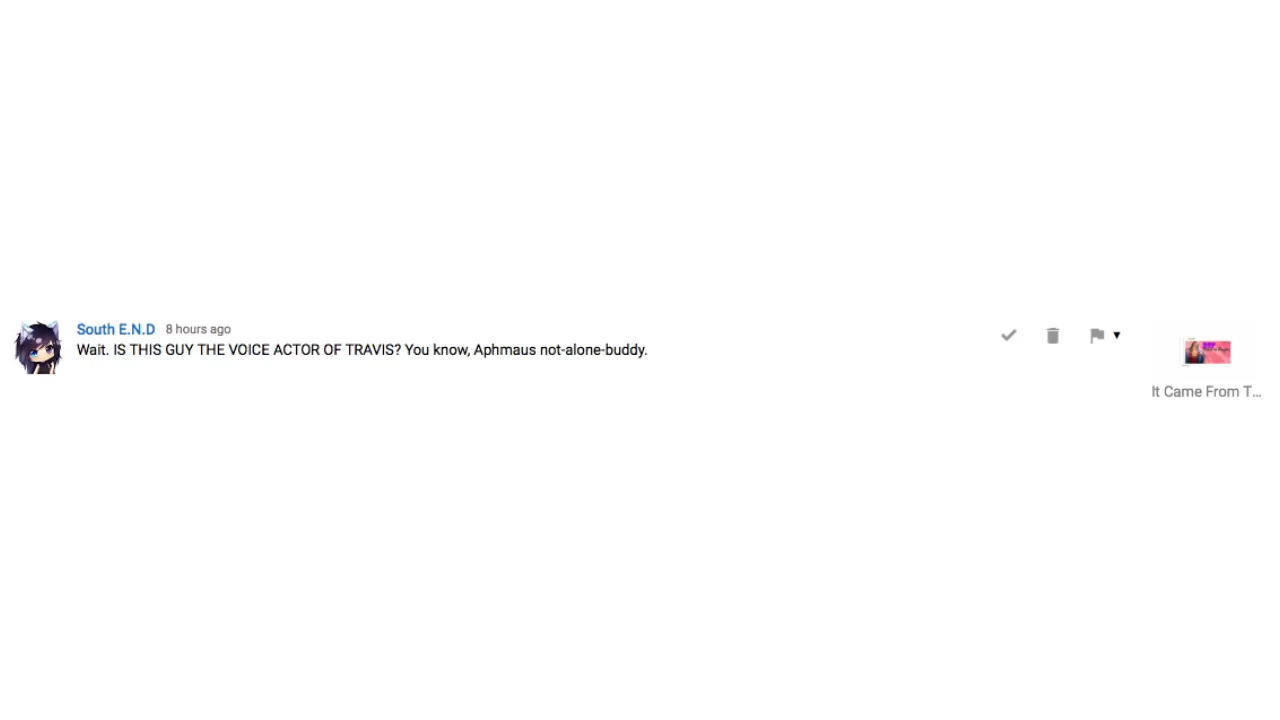 South E.N.D 8 hours ago
Wait. IS THIS GUY THE VOICE ACTOR OF TRAVIS? You know, Aphmaus not-alone-buddy.
It Came From T...